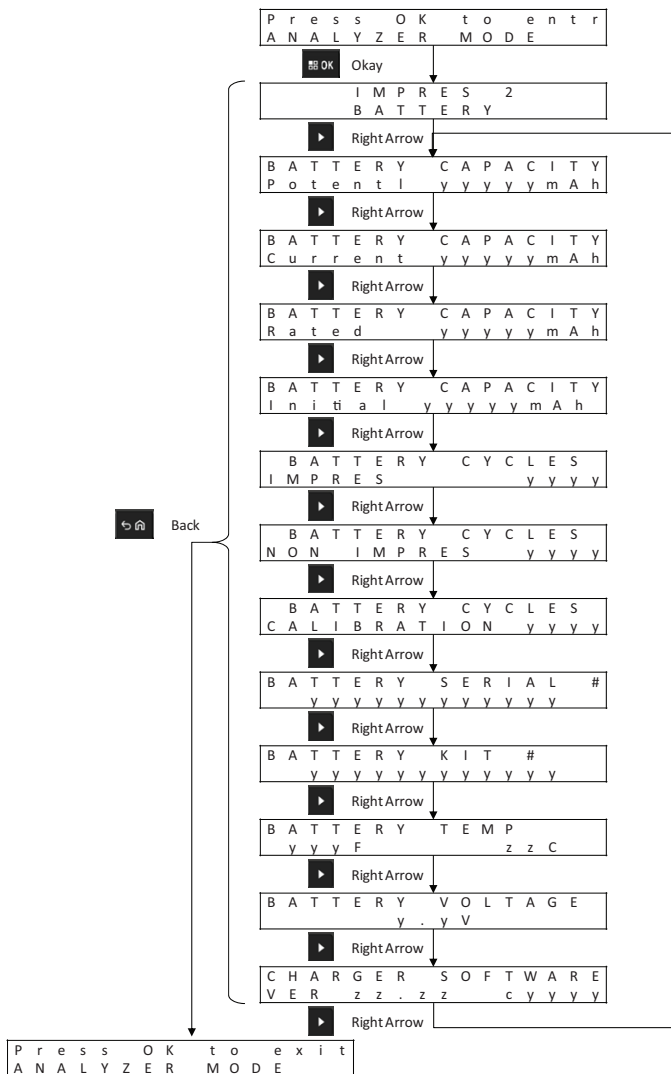 Press OK to entr
ANALYZER MODE
OK Okay
IMPRES 2
BATTERY
Right Arrow
BATTERY CAPACITY
Potentl yyyyymAh
Right Arrow
BATTERY CAPACITY
Current yyyyymAh
Right Arrow
BATTERY CAPACITY
Rated yyyyymAh
Right Arrow
BATTERY CAPACITY
Initial yyyyymAh
Right Arrow
BATTERY CYCLES
IMPRES yyyy
Right Arrow
Back
BATTERY CYCLES
NON IMPRES yyyy
Right Arrow
BATTERY CYCLES
CALIBRATION yyyy
Right Arrow
BATTERY SERIAL #
yyyyyyyyyyyy
Right Arrow
BATTERY KIT #
yyyyyyyyyyyy
Right Arrow
BATTERY TEMP
yyyF zzC
Right Arrow
BATTERY VOLTAGE
y.yV
Right Arrow
CHARGER SOFTWARE
VER zz.zz cyyyy
Right Arrow
Press OK to exit
ANALYZER MODE